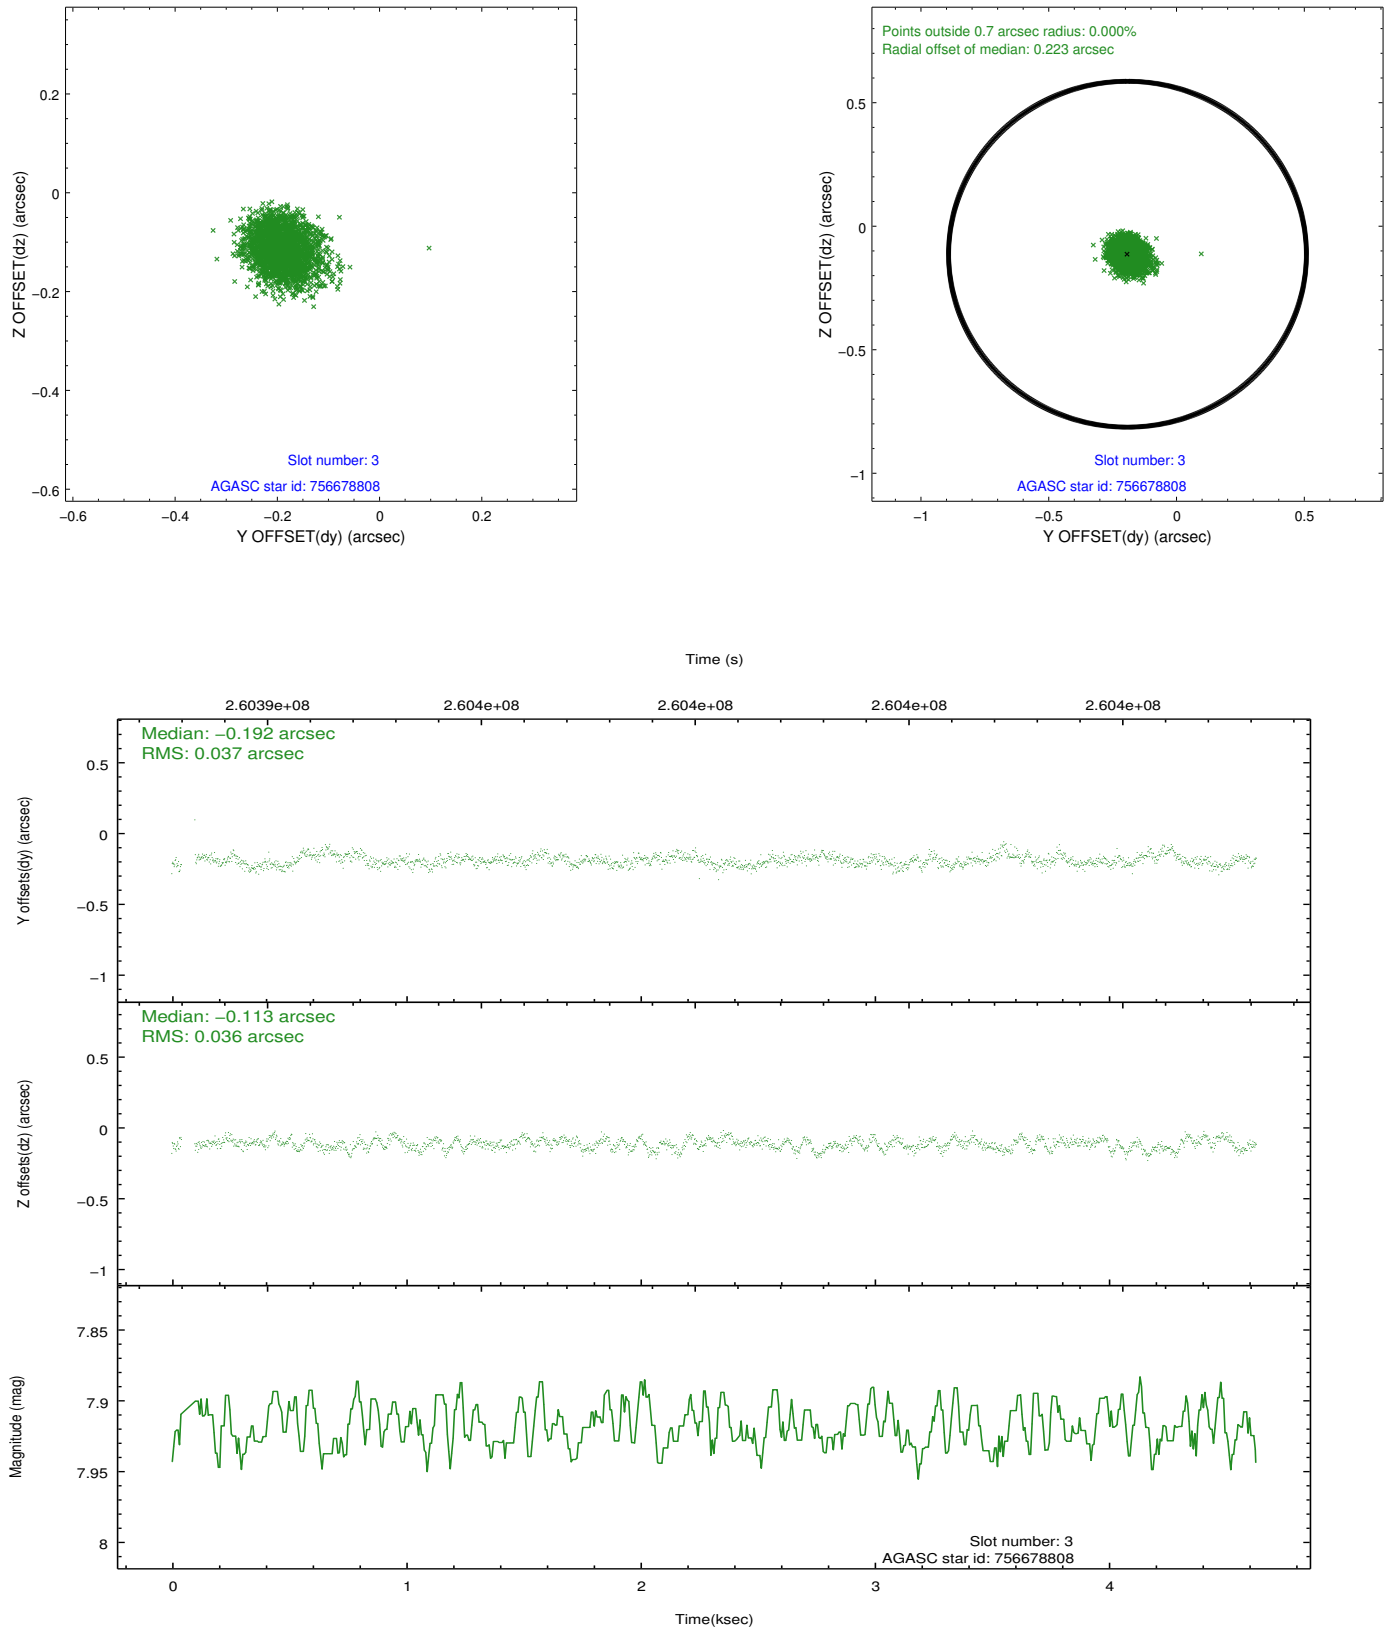 0.2
0
−0.2
−0.4
−0.6
Z OFFSET(dz) (arcsec)
Slot number: 3
AGASC star id: 756678808
−0.6
−0.4
−0.2
0
0.2
Y OFFSET(dy) (arcsec)
Points outside 0.7 arcsec radius: 0.000%
Radial offset of median: 0.223 arcsec
0.5
0
−0.5
−1
Z OFFSET(dz) (arcsec)
Slot number: 3
AGASC star id: 756678808
−1
−0.5
0
0.5
Y OFFSET(dy) (arcsec)
Time (s)
2.6039e+08
2.604e+08
2.604e+08
2.604e+08
2.604e+08
Median: −0.192 arcsec
RMS: 0.037 arcsec
0.5
0
−0.5
−1
Y offsets(dy) (arcsec)
Median: −0.113 arcsec
RMS: 0.036 arcsec
0.5
0
−0.5
−1
Z offsets(dz) (arcsec)
7.85
7.9
7.95
8
Magnitude (mag)
Slot number: 3
AGASC star id: 756678808
0
1
2
3
4
Time(ksec)